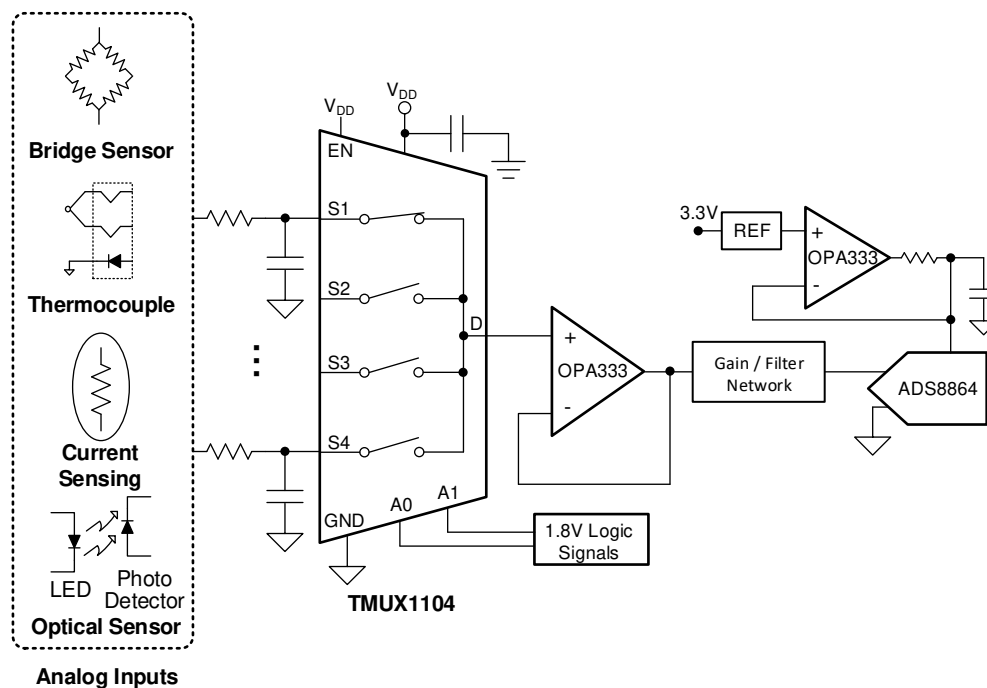 Bridge Sensor
Thermocouple
Current
Sensing
LED
Photo
Detector
Optical Sensor
Analog Inputs
VDD
VDD
EN
S1
S2
S3
S4
D
GND
A0
A1
TMUX1104
1.8V Logic
Signals
+
OPA333
-
Gain / Filter
Network
3.3V
REF
+
OPA333
-
ADS8864